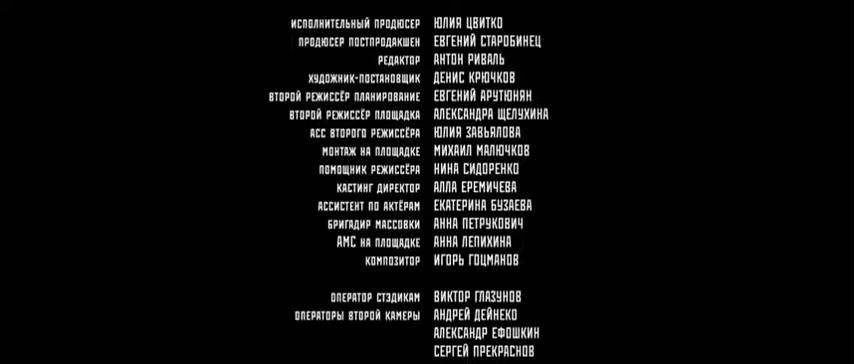 ИСПОЛНИТЕЛЬНЫЙ ПРОДЮСЕР ЮЛИЯ ЦВИТКО
ПРОДЮСЕР ПОСТПРОДАКШЕН ЕВГЕНИЙ СТАРОБИНЕЦ
РЕДАКТОР АНТОН РИВАЛЬ
ХУДОЖНИК-ПОСТАНОВЩИК ДЕНИС КРЮЧКОВ
ВТОРОЙ РЕЖИССЁР ПЛАНИРОВАНИЕ ЕВГЕНИЙ АРУТЮНЯН
ВТОРОЙ РЕЖИССЁР ПЛОЩАДКА АЛЕКСАНДРА ЩЕЛУХИНА
АСС ВТОРОГО РЕЖИССЁРА ЮЛИЯ ЗАВЬЯЛОВА
МОНТАЖ НА ПЛОЩАДКЕ МИХАИЛ МАЛЮЧКОВ
ПОМОЩНИК РЕЖИССЁРА НИНА СИДОРЕНКО
КАСТИНГ ДИРЕКТОР АЛЛА ЕРЕМИЧЕВА
АССИСТЕНТ ПО АКТЁРАМ ЕКАТЕРИНА БУЗАЕВА
БРИГАДИР МАССОВКИ АННА ПЕТРУКОВИЧ
АМС НА ПЛОЩАДКЕ АННА ЛЕПИХИНА
КОМПОЗИТОР ИГОРЬ ГОЦМАНОВ
ОПЕРАТОР СТЭДИКАМ ВИКТОР ГЛАЗУНОВ
ОПЕРАТОРЫ ВТОРОЙ КАМЕРЫ АНДРЕЙ ДЕЙНЕКО
АЛЕКСАНДР ЕФОШКИН
СЕРГЕЙ ПРЕКРАСНОВ